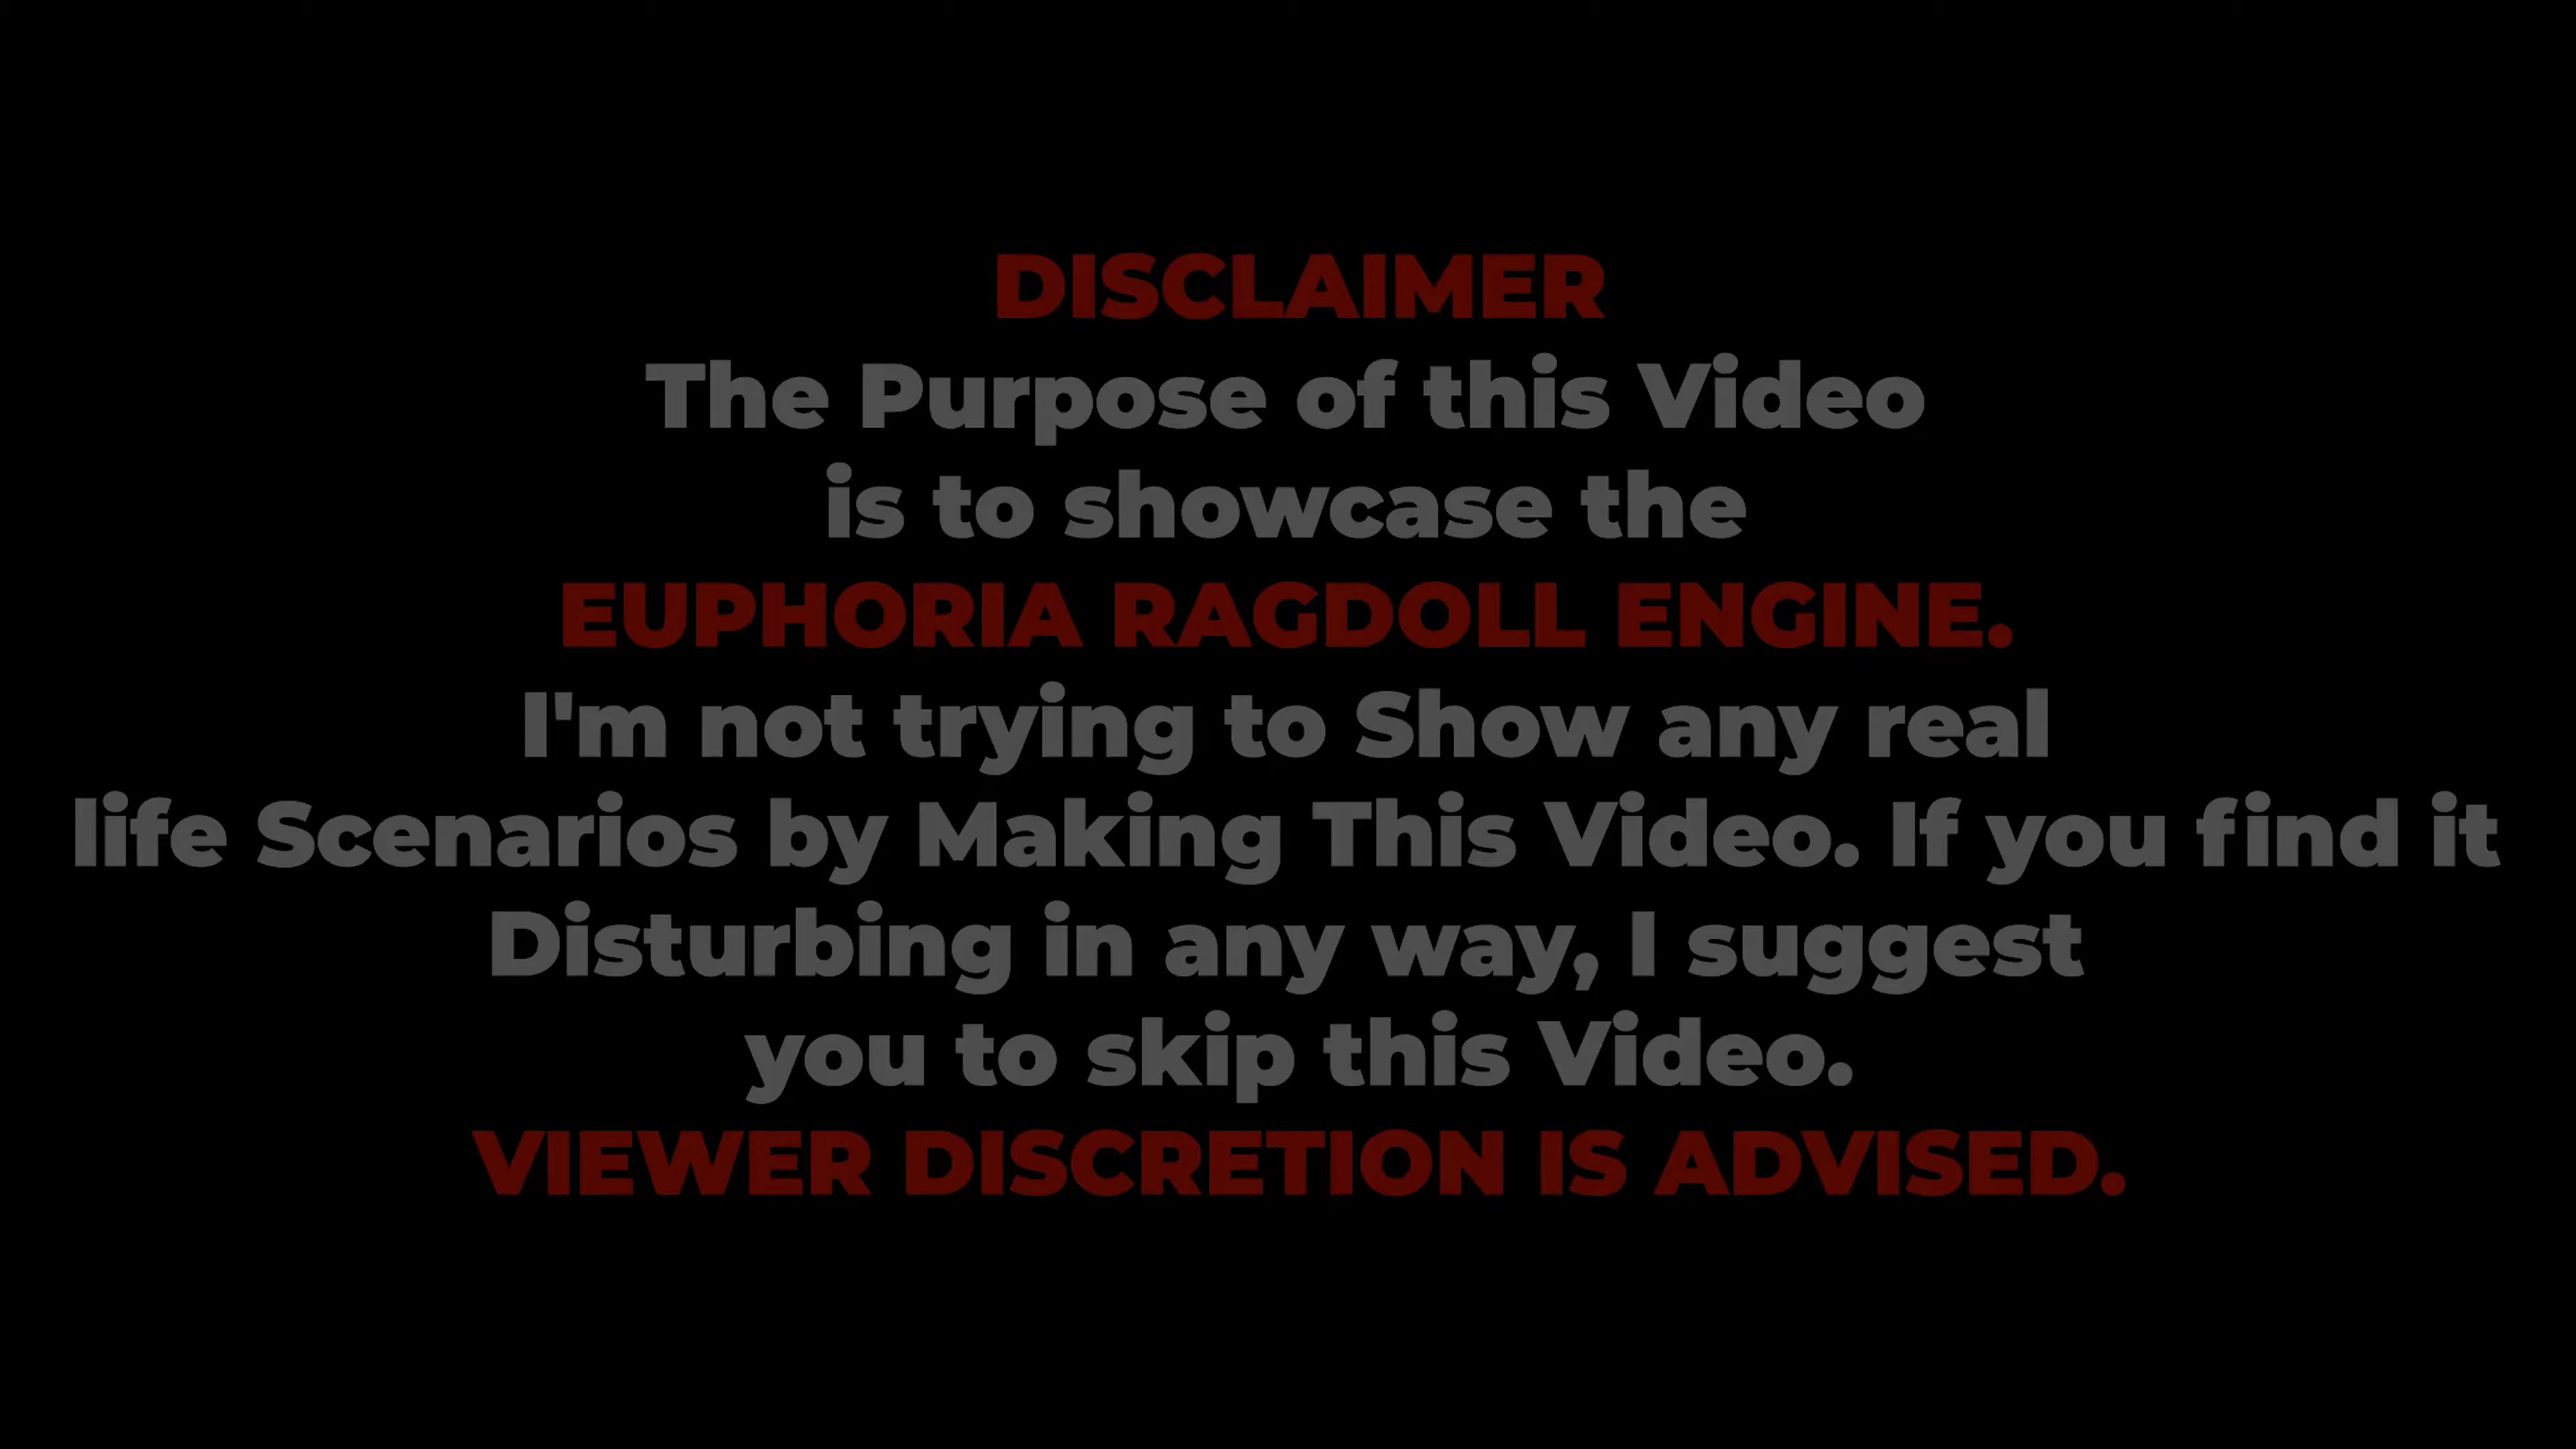 DISCLAIMER
The Purpose of this Video
is to showcase the
EUPHORIA RAGDOLL ENGINE.
I'm not trying to Show any real
life Scenarios by Making This Video. If you find it
Disturbing in any way, I suggest
you to skip this Video.
VIEWER DISCRETION IS ADVISED.